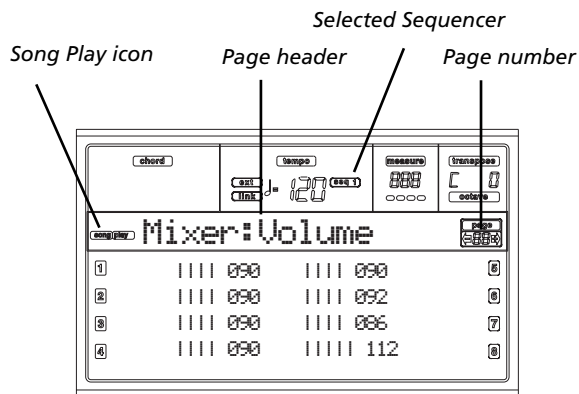 Selected Sequencer
Song Play icon Page header Page number
chord tempo measure transpose
ext 120 seq 1 888 C 0
link octave
song play Mixer:Volume page
88
1 090 090 5
2 090 092 6
3 090 086 7
4 090 112 8